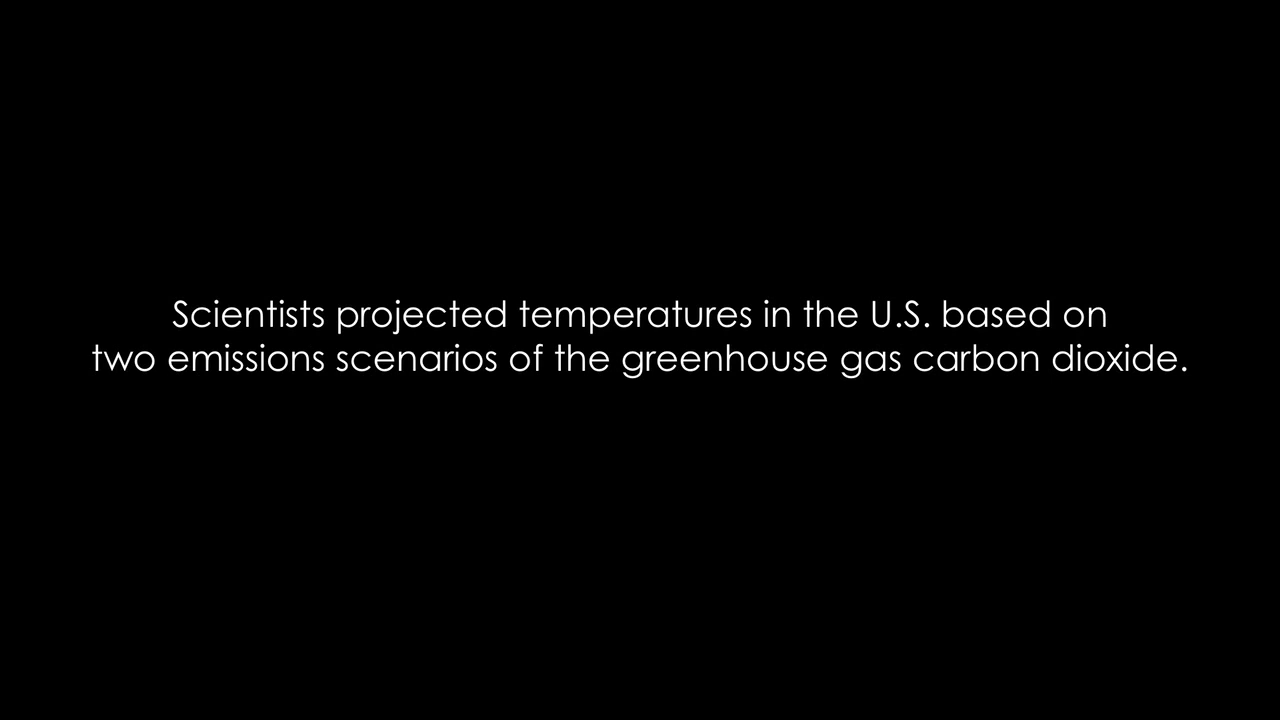 Scientists projected temperatures in the U.S. based on
two emissions scenarios of the greenhouse gas carbon dioxide.